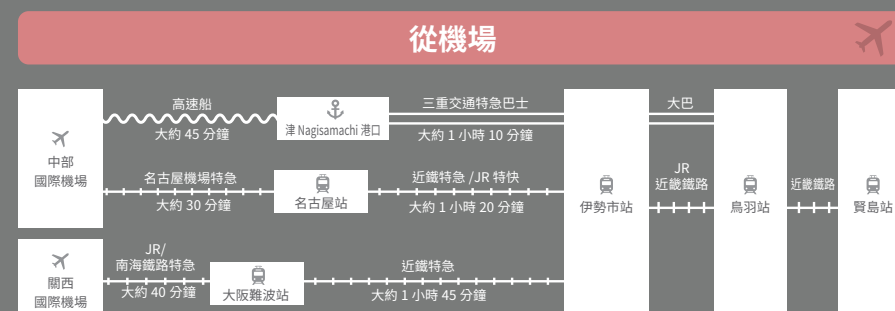 從機場
中部
國際機場
高速船
大約 45 分鐘
津 Nagisamachi 港口
三重交通特急巴士
大約 1 小時 10 分鐘
名古屋機場特急
大約 30 分鐘
名古屋站
近鐵特急 /JR 特快
大約 1 小時 20 分鐘
伊勢市站
大巴
JR
近畿鐵路
鳥羽站
近畿鐵路
賢島站
關西
國際機場
JR/
南海鐵路特急
大約 40 分鐘
大阪難波站
近鐵特急
大約 1 小時 45 分鐘